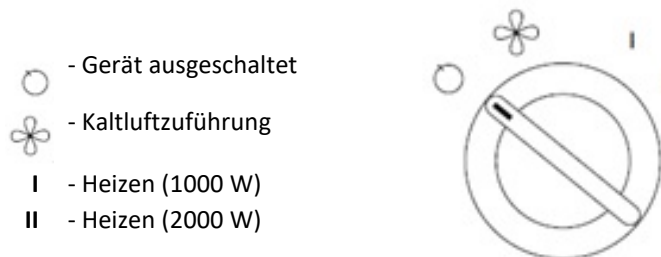 - Gerät ausgeschaltet
- Kaltluftzuführung
I - Heizen (1000 W)
II - Heizen (2000 W)
I